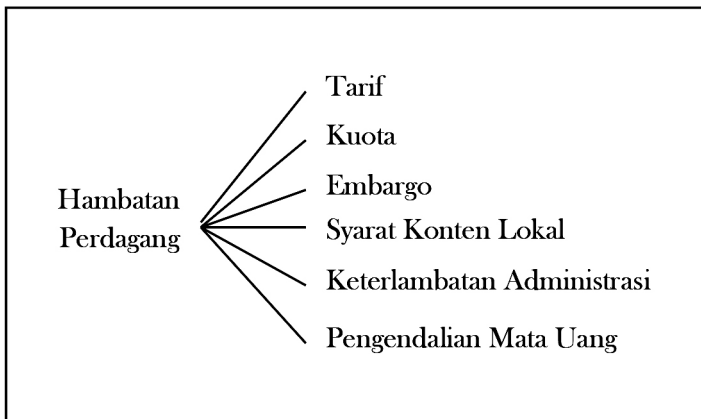 Hambatan
Perdagang
Tarif
Kuota
Embargo
Syarat Konten Lokal
Keterlambatan Administrasi
Pengendalian Mata Uang